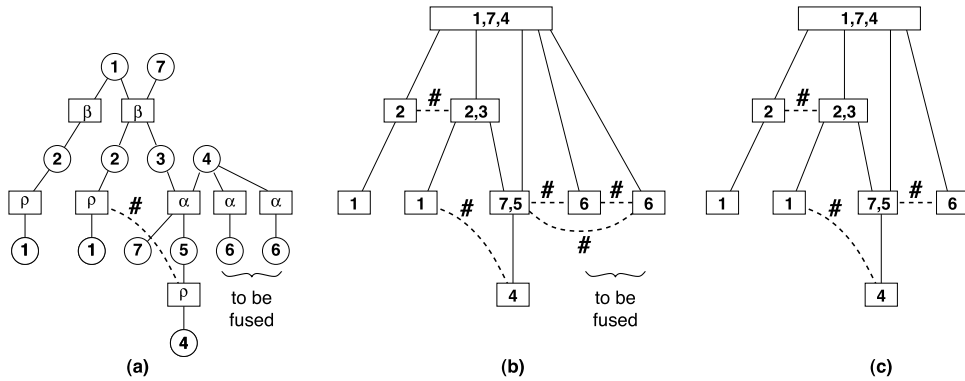 1 7
β β
2 2 3 4
ρ ρ # α α α
1 1 7 5 6 6
ρ to be
fused
4
(a)
1,7,4
2 # 2,3
1 1 # 7,5 # 6 # 6
#
4 to be
fused
(b)
1,7,4
2 # 2,3
1 1 # 7,5 # 6
4
(c)